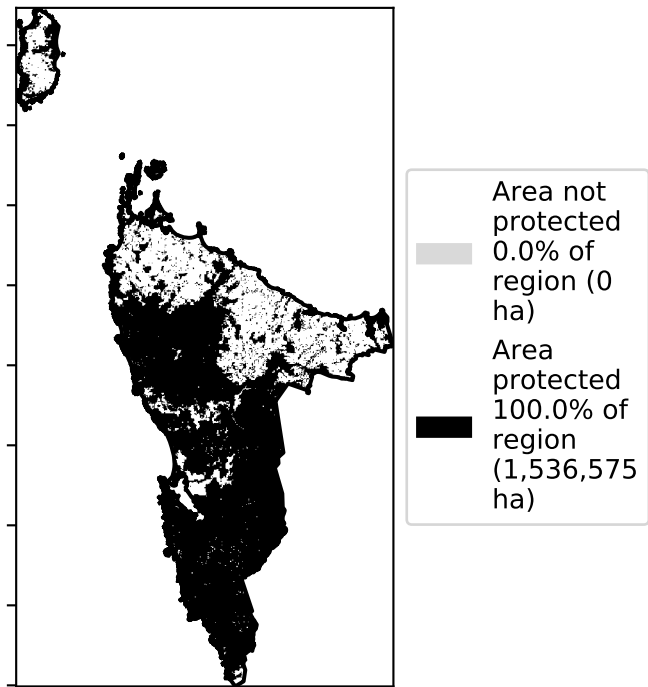 Area not
protected
0.0% of
region (0
ha)
Area
protected
100.0% of
region
(1,536,575
ha)